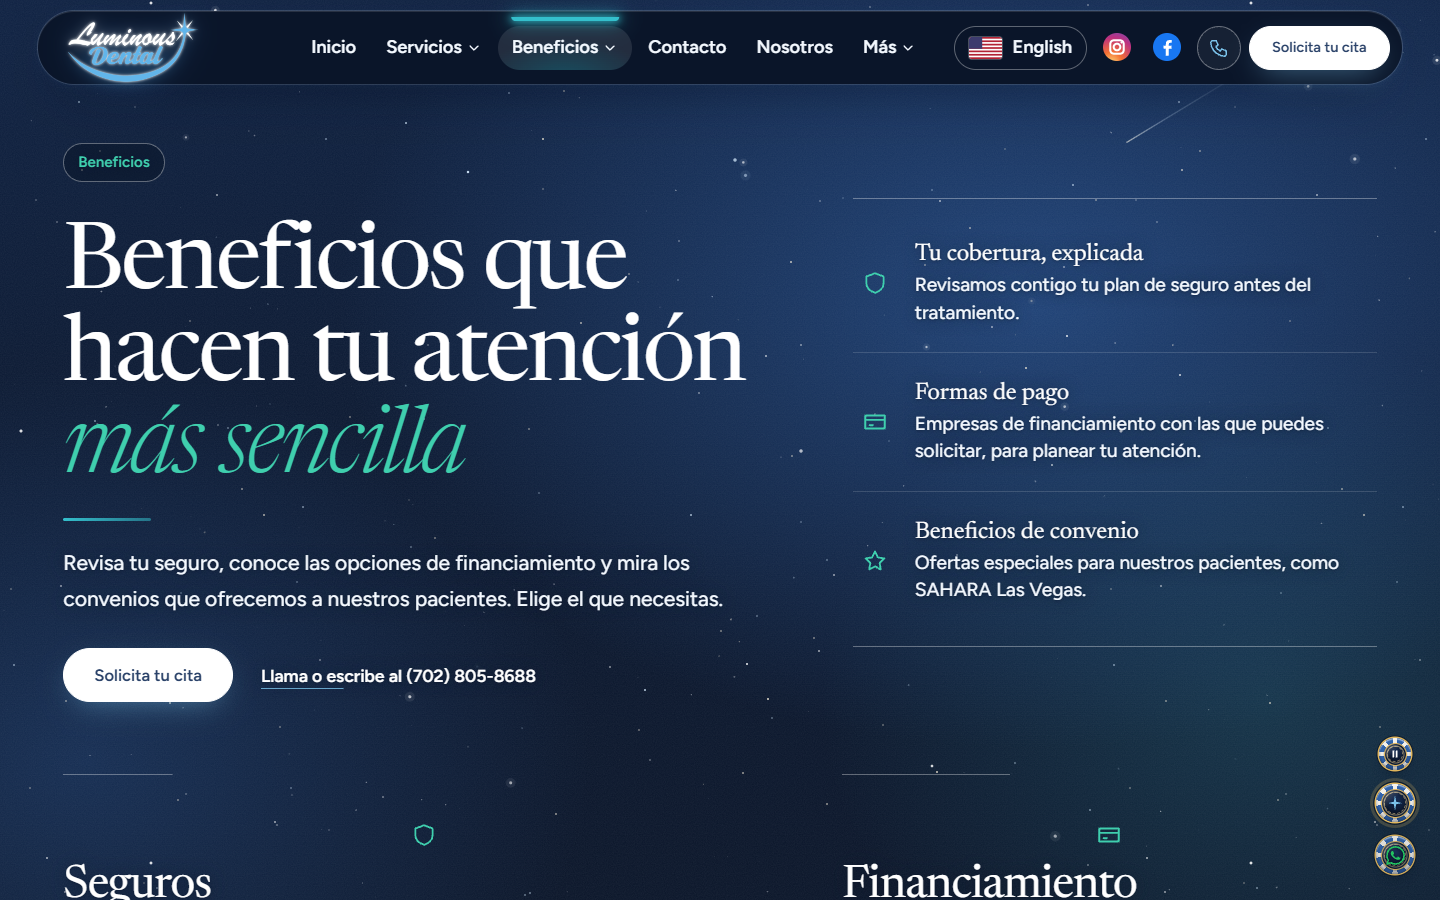 Luminous
Dental
Inicio
Servicios
Beneficios
Contacto
Nosotros
Más
English
Solicita tu cita
Beneficios
Beneficios que
hacen tu atención
más sencilla
Revisa tu seguro, conoce las opciones de financiamiento y mira los
convenios que ofrecemos a nuestros pacientes. Elige el que necesitas.
Solicita tu cita
Llama o escribe al (702) 805-8688
Tu cobertura, explicada
Revisamos contigo tu plan de seguro antes del
tratamiento.
Formas de pago
Empresas de financiamiento con las que puedes
solicitar, para planear tu atención.
Beneficios de convenio
Ofertas especiales para nuestros pacientes, como
SAHARA Las Vegas.
Seguros
Financiamiento